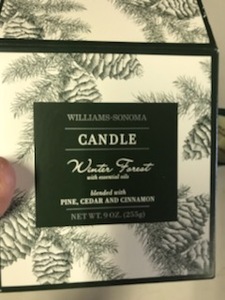 WILLIAMS-SONOMA
CANDLE
Winter Forest
with essential oils
blended with
PINE, CEDAR AND CINNAMON
NET WT. 9 OZ. (255g)